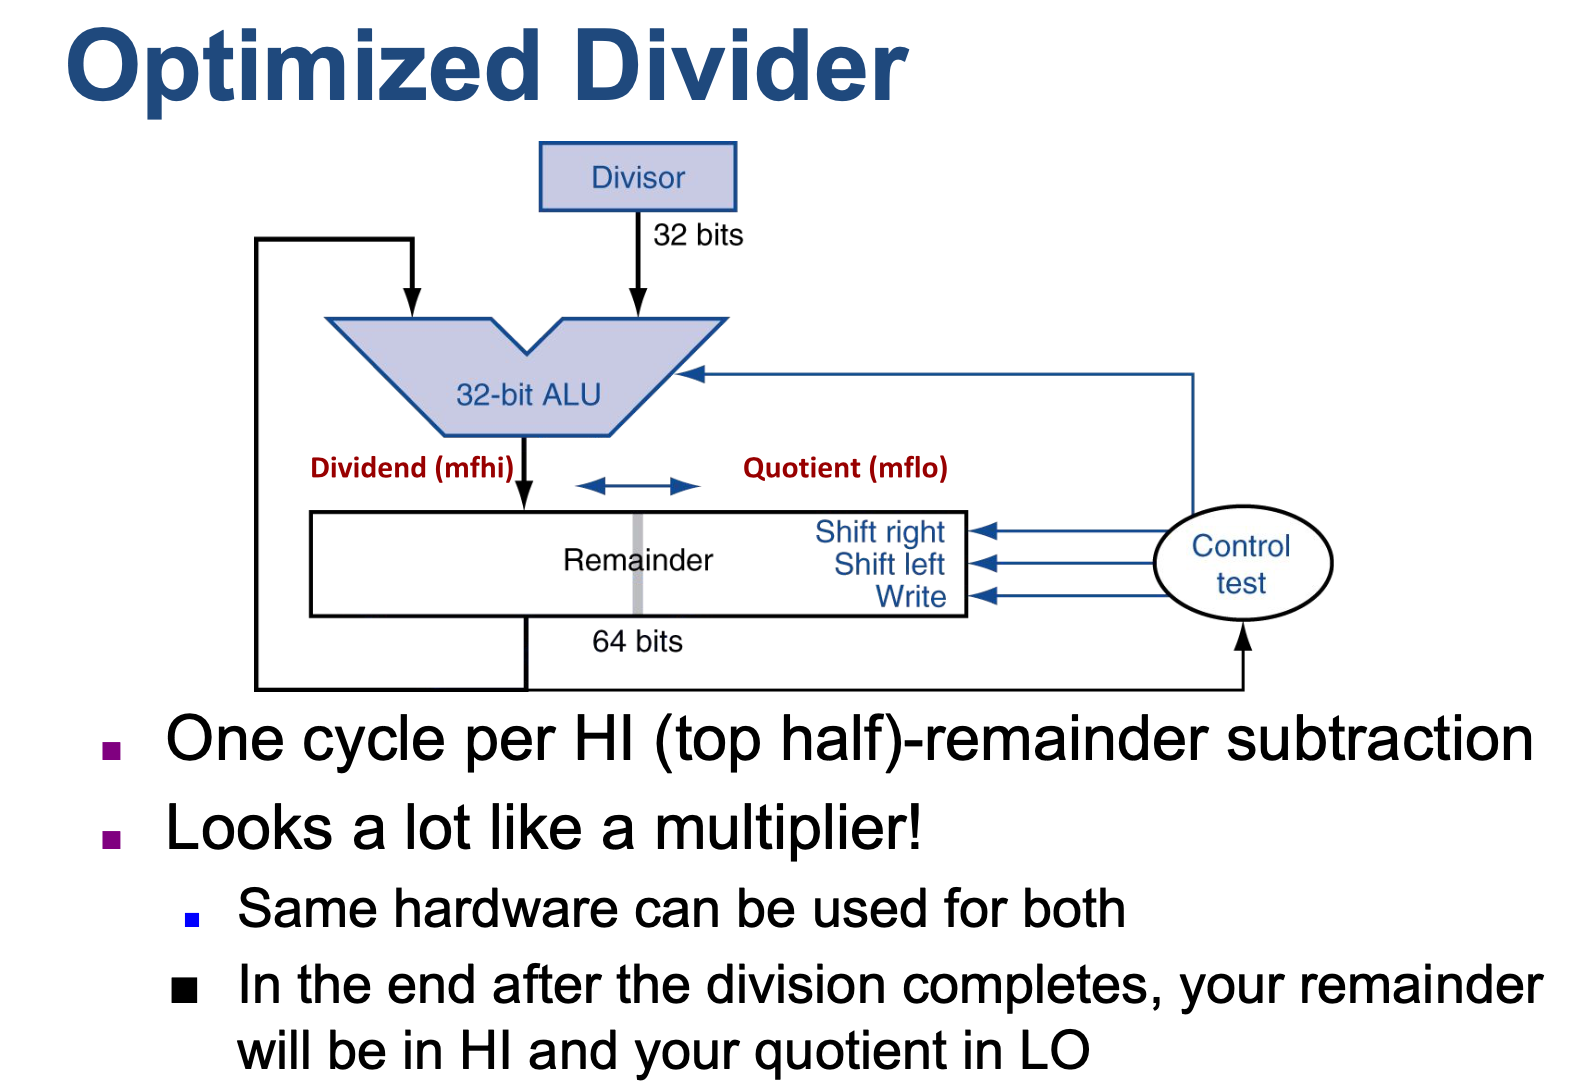 Optimized Divider
Divisor
32 bits
32-bit ALU
Dividend (mfhi)
Quotient (mflo)
Remainder
Shift right
Shift left
Write
Control
test
64 bits
One cycle per HI (top half)-remainder subtraction
Looks a lot like a multiplier!
Same hardware can be used for both
In the end after the division completes, your remainder
will be in HI and your quotient in LO